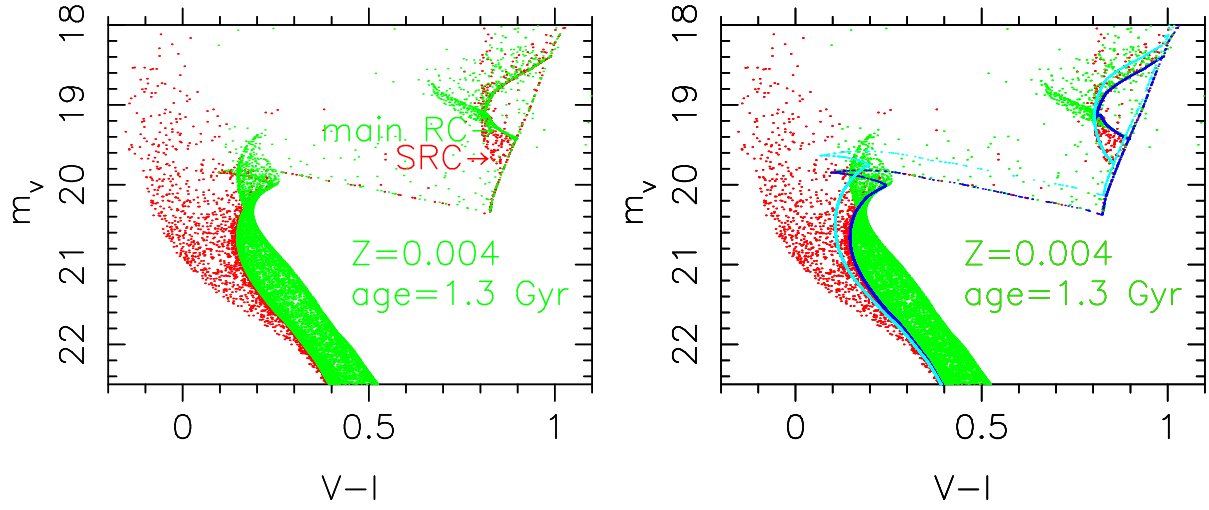 18
19
20
21
22
m_v
main RC→
SRC→
Z=0.004
age=1.3 Gyr
0
0.5
1
V−I
18
19
20
21
22
m_v
Z=0.004
age=1.3 Gyr
0
0.5
1
V−I